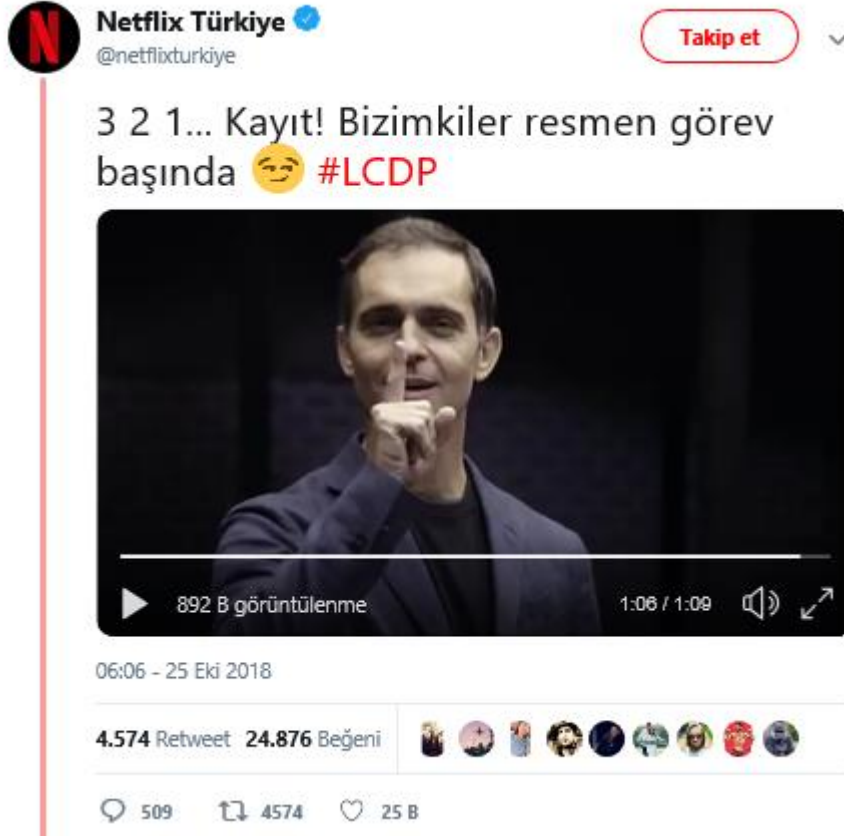 Netflix Türkiye
@netflixturkiye
Takip et
3 2 1... Kayıt! Bizimkiler resmen görev
başında 😏 #LCDP
892 B görüntülenme
1:06 / 1:09
06:06 - 25 Eki 2018
4.574 Retweet 24.876 Beğeni
509 4574 25 B